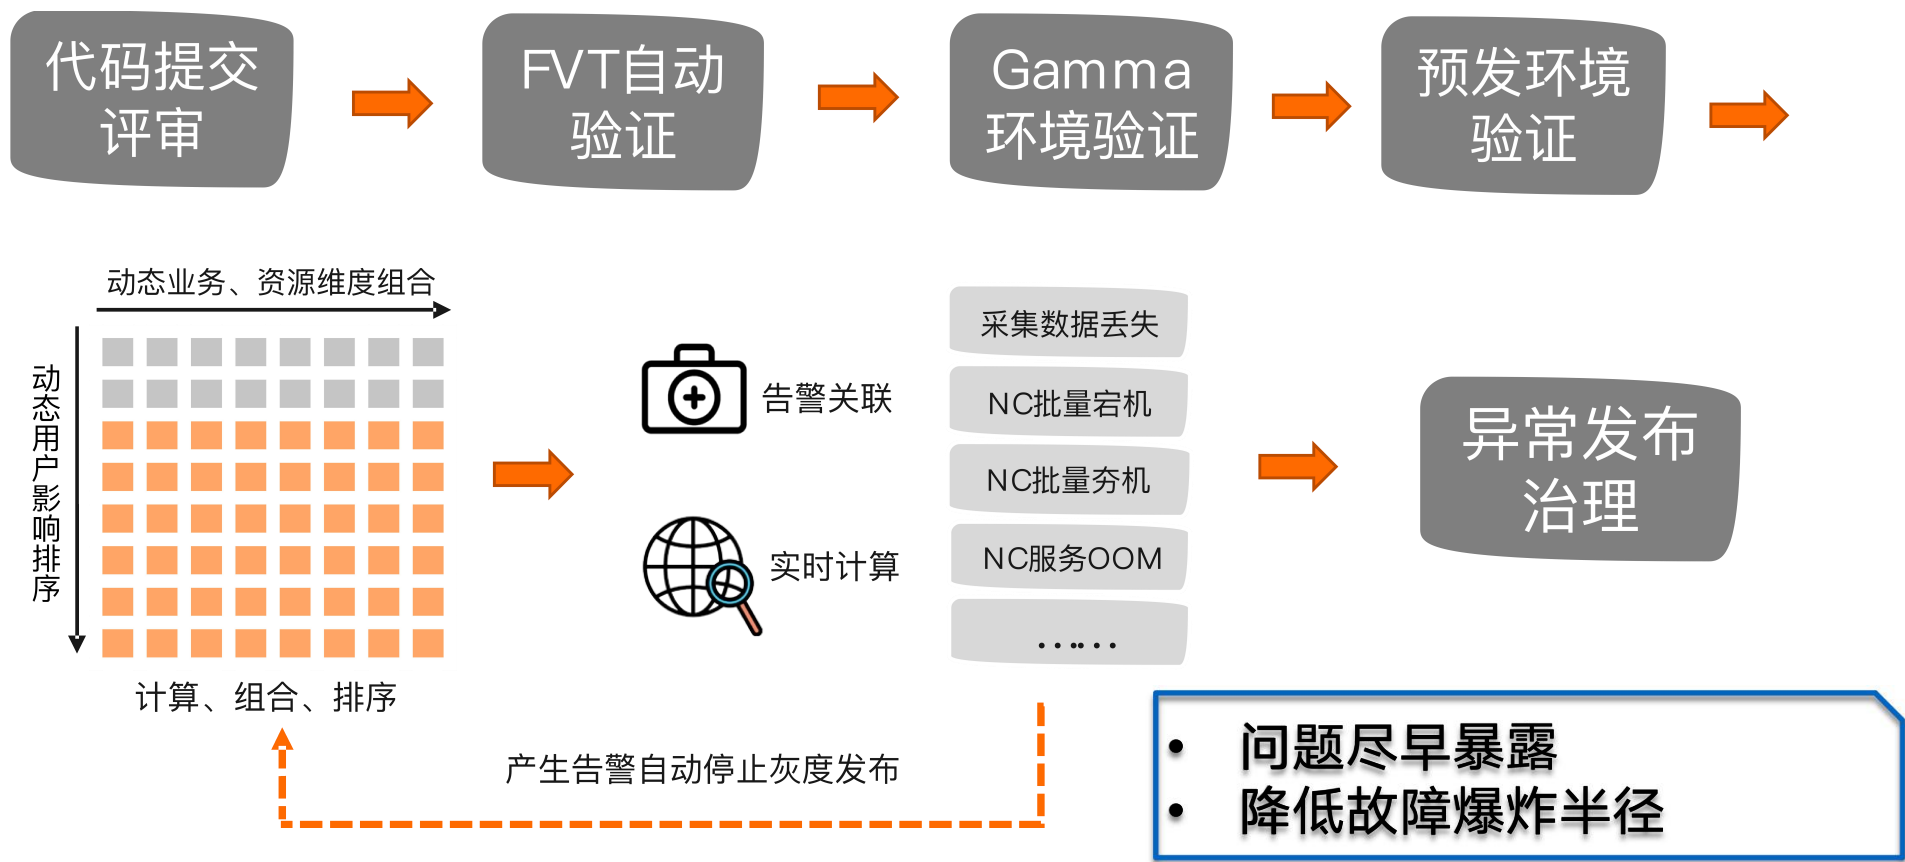 代码提交
评审
FVT自动
验证
Gamma
环境验证
预发环境
验证
动态业务、资源维度组合
动态用户影响排序
计算、组合、排序
告警关联
实时计算
采集数据丢失
NC批量宕机
NC批量夯机
NC服务OOM
……
异常发布
治理
产生告警自动停止灰度发布
• 问题尽早暴露
• 降低故障爆炸半径